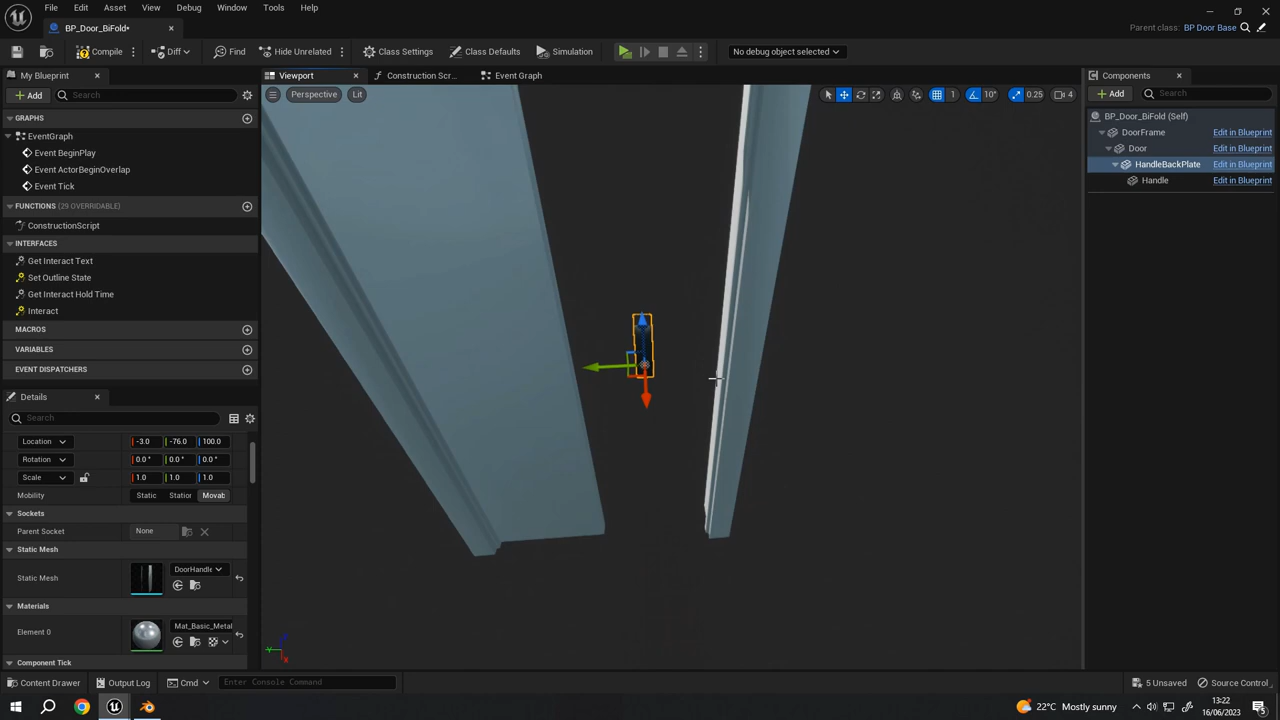 File Edit Asset View Debug Window Tools Help
BP_Door_BiFold*
Parent class: BP Door Base
Compile Diff Find Hide Unrelated Class Settings Class Defaults Simulation No debug object selected
My Blueprint
Viewport Construction Scr... Event Graph
Components
Add Search
Perspective Lit
1 10° 0.25 4
Add Search
GRAPHS
BP_Door_BiFold (Self)
EventGraph
DoorFrame Edit in Blueprint
Event BeginPlay
Door Edit in Blueprint
Event ActorBeginOverlap
HandleBackPlate Edit in Blueprint
Event Tick
Handle Edit in Blueprint
FUNCTIONS (29 OVERRIDABLE)
ConstructionScript
INTERFACES
Get Interact Text
Set Outline State
Get Interact Hold Time
Interact
MACROS
VARIABLES
EVENT DISPATCHERS
Details
Search
Location -3.0 -76.0 100.0
Rotation 0.0 ° 0.0 ° 0.0 °
Scale 1.0 1.0 1.0
Mobility Static Station Movab
Sockets
Parent Socket None
Static Mesh
Static Mesh DoorHandle
Materials
Element 0 Mat_Basic_Metal
Component Tick
Y Z X
Content Drawer Output Log Cmd Enter Console Command 5 Unsaved Source Control
22°C Mostly sunny
13:22
16/06/2023